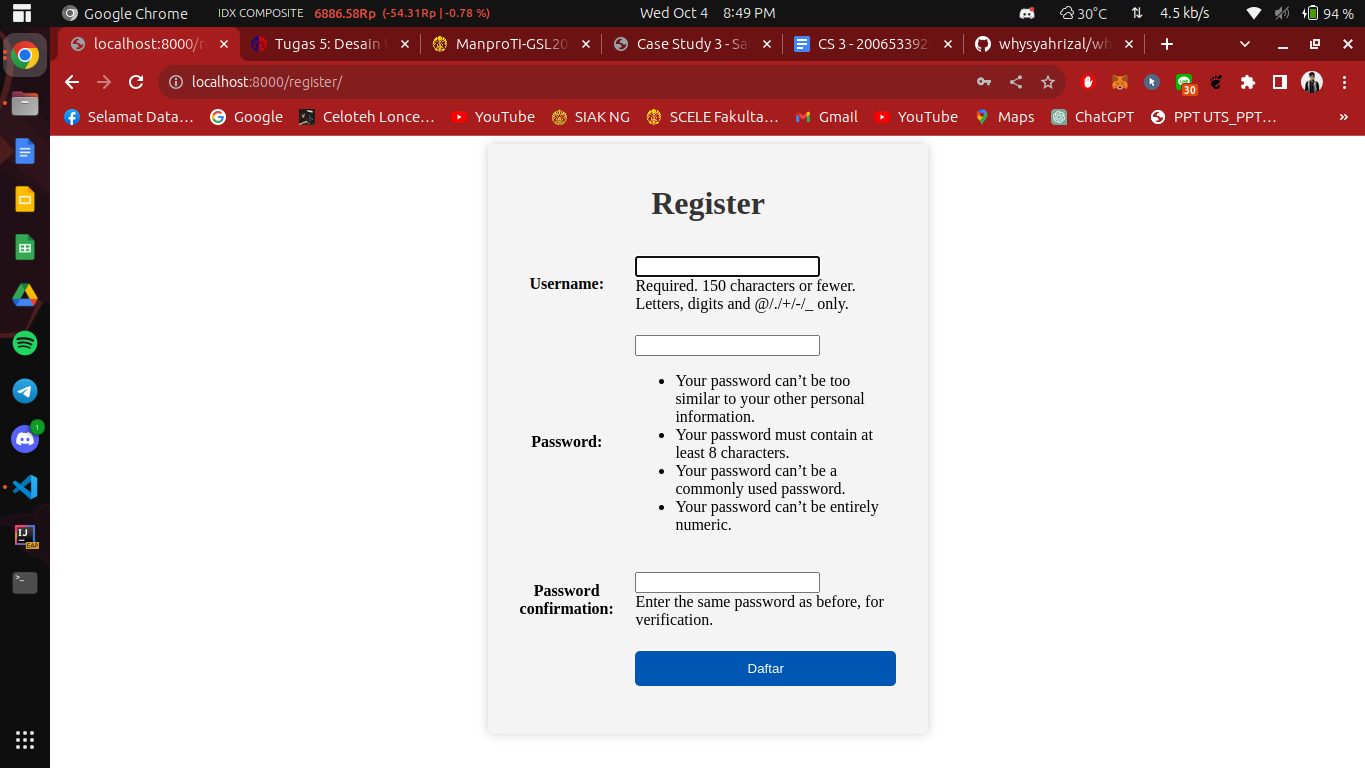 Google Chrome IDX COMPOSITE 6886.58Rp (-54.31Rp | -0.78 %) Wed Oct 4 8:49 PM 30°C 4.5 kb/s 94 %
localhost:8000/r Tugas 5: Desain ManproTI-GSL20 Case Study 3 - Sa CS 3 - 200653392 whysyahrizal/wh
localhost:8000/register/
30
Selamat Data… Google Celoteh Lonce… YouTube SIAK NG SCELE Fakulta… Gmail YouTube Maps ChatGPT PPT UTS_PPT… »
Register
Username:
Required. 150 characters or fewer.
Letters, digits and @/./+/-/_ only.
Password:
• Your password can’t be too
similar to your other personal
information.
• Your password must contain at
least 8 characters.
• Your password can’t be a
commonly used password.
• Your password can’t be entirely
numeric.
Password
confirmation:
Enter the same password as before, for
verification.
Daftar